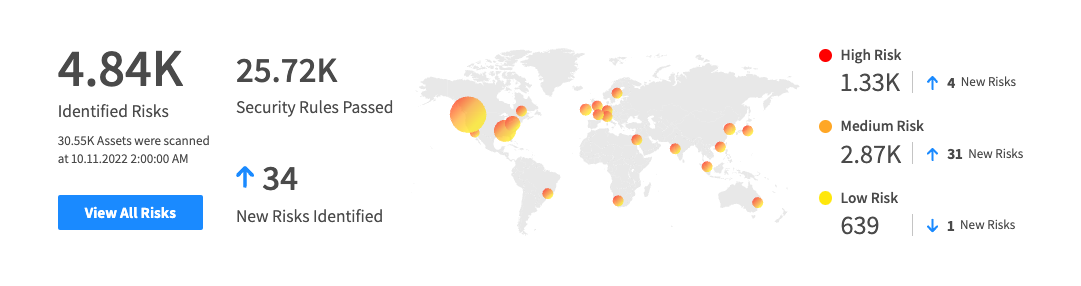 4.84K
Identified Risks
30.55K Assets were scanned
at 10.11.2022 2:00:00 AM
View All Risks
25.72K
Security Rules Passed
34
New Risks Identified
High Risk
1.33K 4 New Risks
Medium Risk
2.87K 31 New Risks
Low Risk
639 1 New Risks